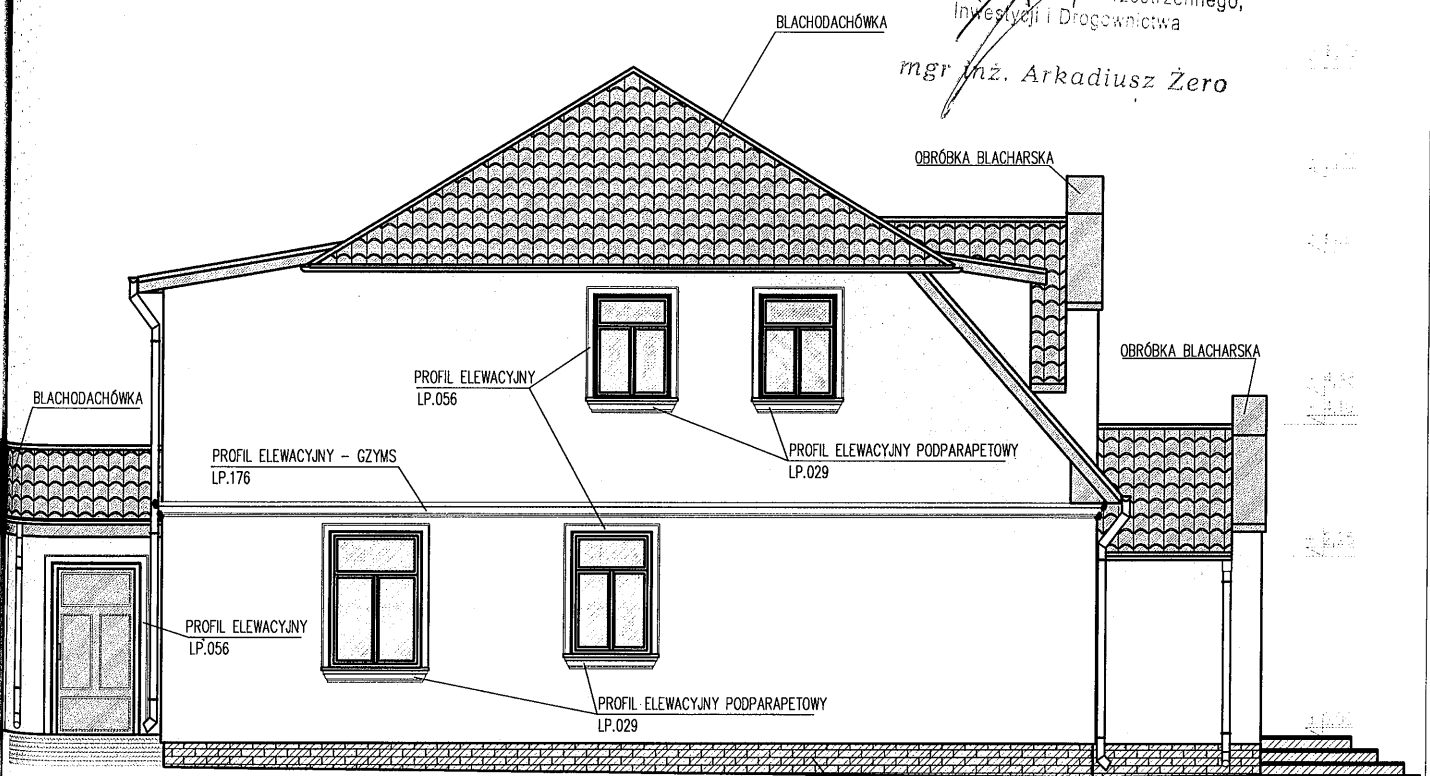 Inwestycji i Drogownictwa
mgr inż. Arkadiusz Żero
BLACHODACHÓWKA
OBRÓBKA BLACHARSKA
OBRÓBKA BLACHARSKA
PROFIL ELEWACYJNY
LP.056
BLACHODACHÓWKA
PROFIL ELEWACYJNY PODPARAPETOWY
LP.029
PROFIL ELEWACYJNY - GZYMS
LP.176
PROFIL ELEWACYJNY
LP.056
PROFIL ELEWACYJNY PODPARAPETOWY
LP.029